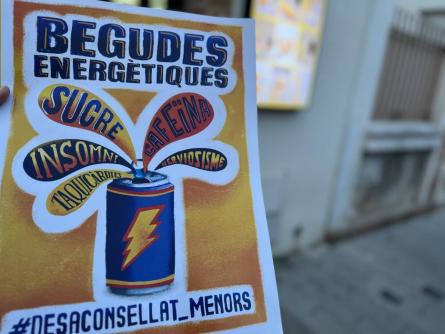 BEGUDES
ENERGÈTIQUES
SUCRE
CAFEÏNA
INSOMNI
NERVIOSISME
TAQUICÀRDIA
#DESACONSELLAT_MENORS